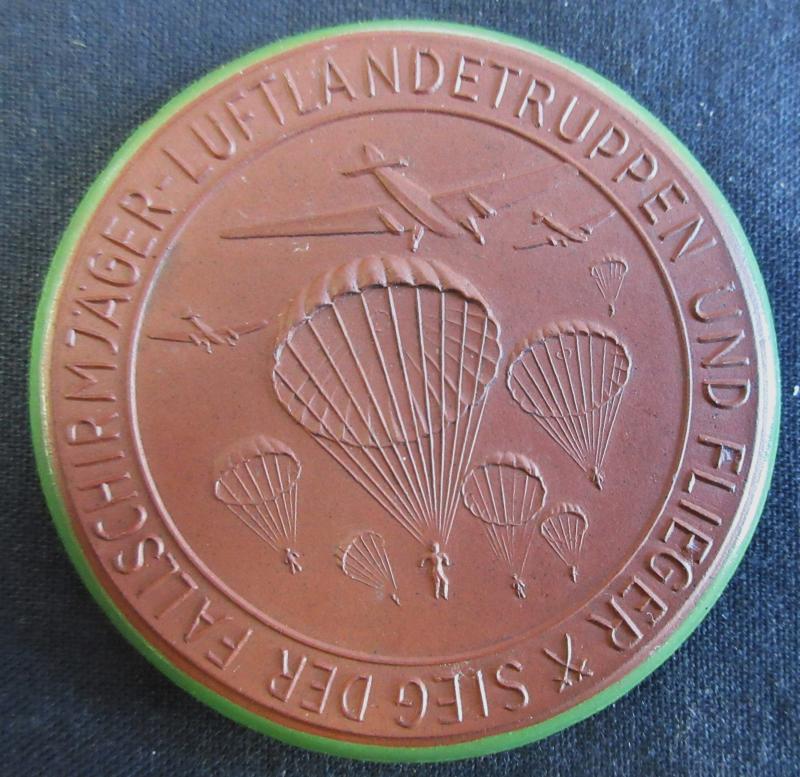 SIEG DER FALLSCHIRMJÄGER-LUFTLANDETRUPPEN UND FLIEGER